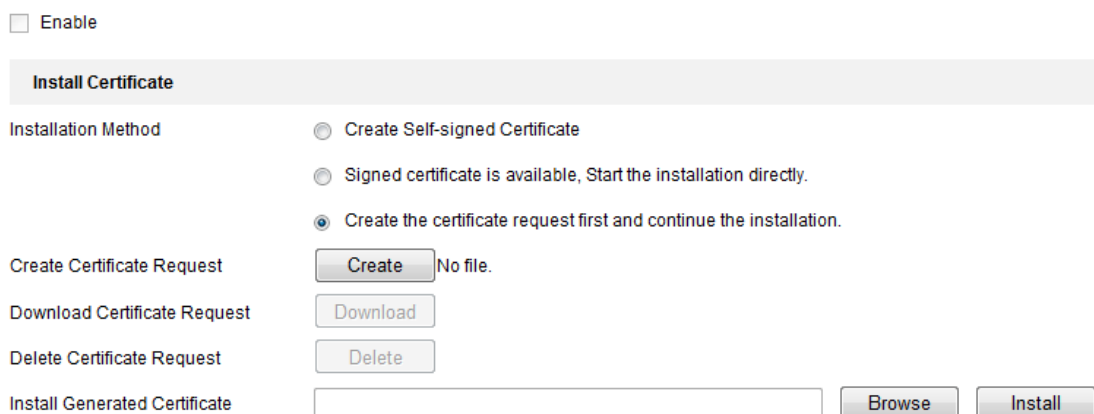 Enable
Install Certificate
Installation Method
Create Self-signed Certificate
Signed certificate is available, Start the installation directly.
Create the certificate request first and continue the installation.
Create Certificate Request Create No file.
Download Certificate Request Download
Delete Certificate Request Delete
Install Generated Certificate Browse Install